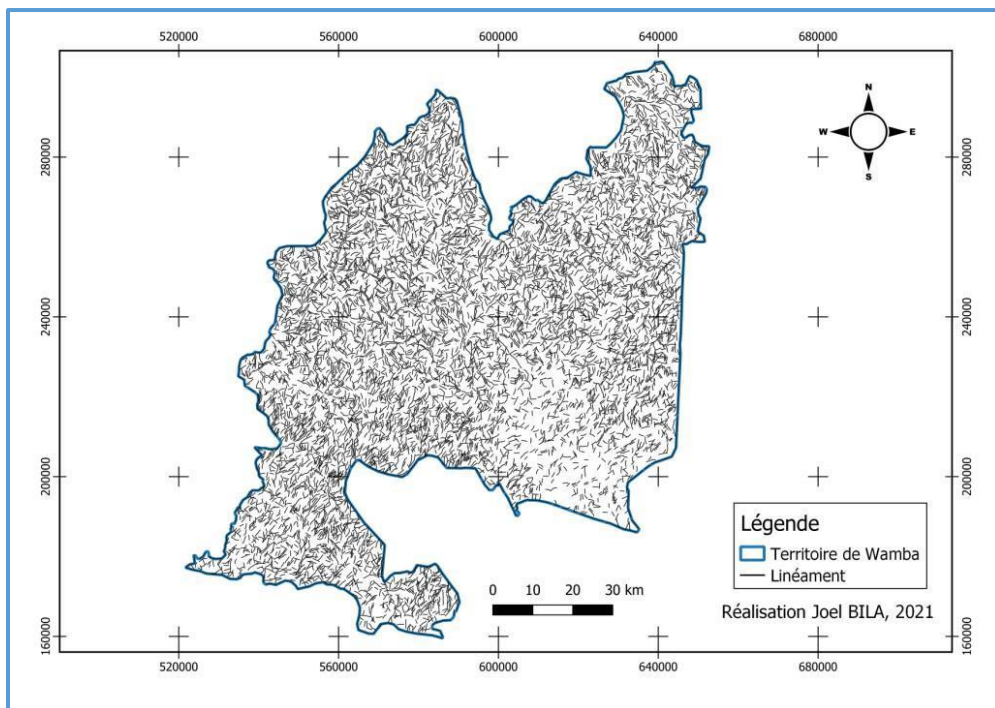 520000 560000 600000 640000 680000
N
W E
S
280000 280000
240000 240000
200000 200000
160000 160000
Légende
Territoire de Wamba
Linéament
0 10 20 30 km
Réalisation Joel BILA, 2021
520000 560000 600000 640000 680000